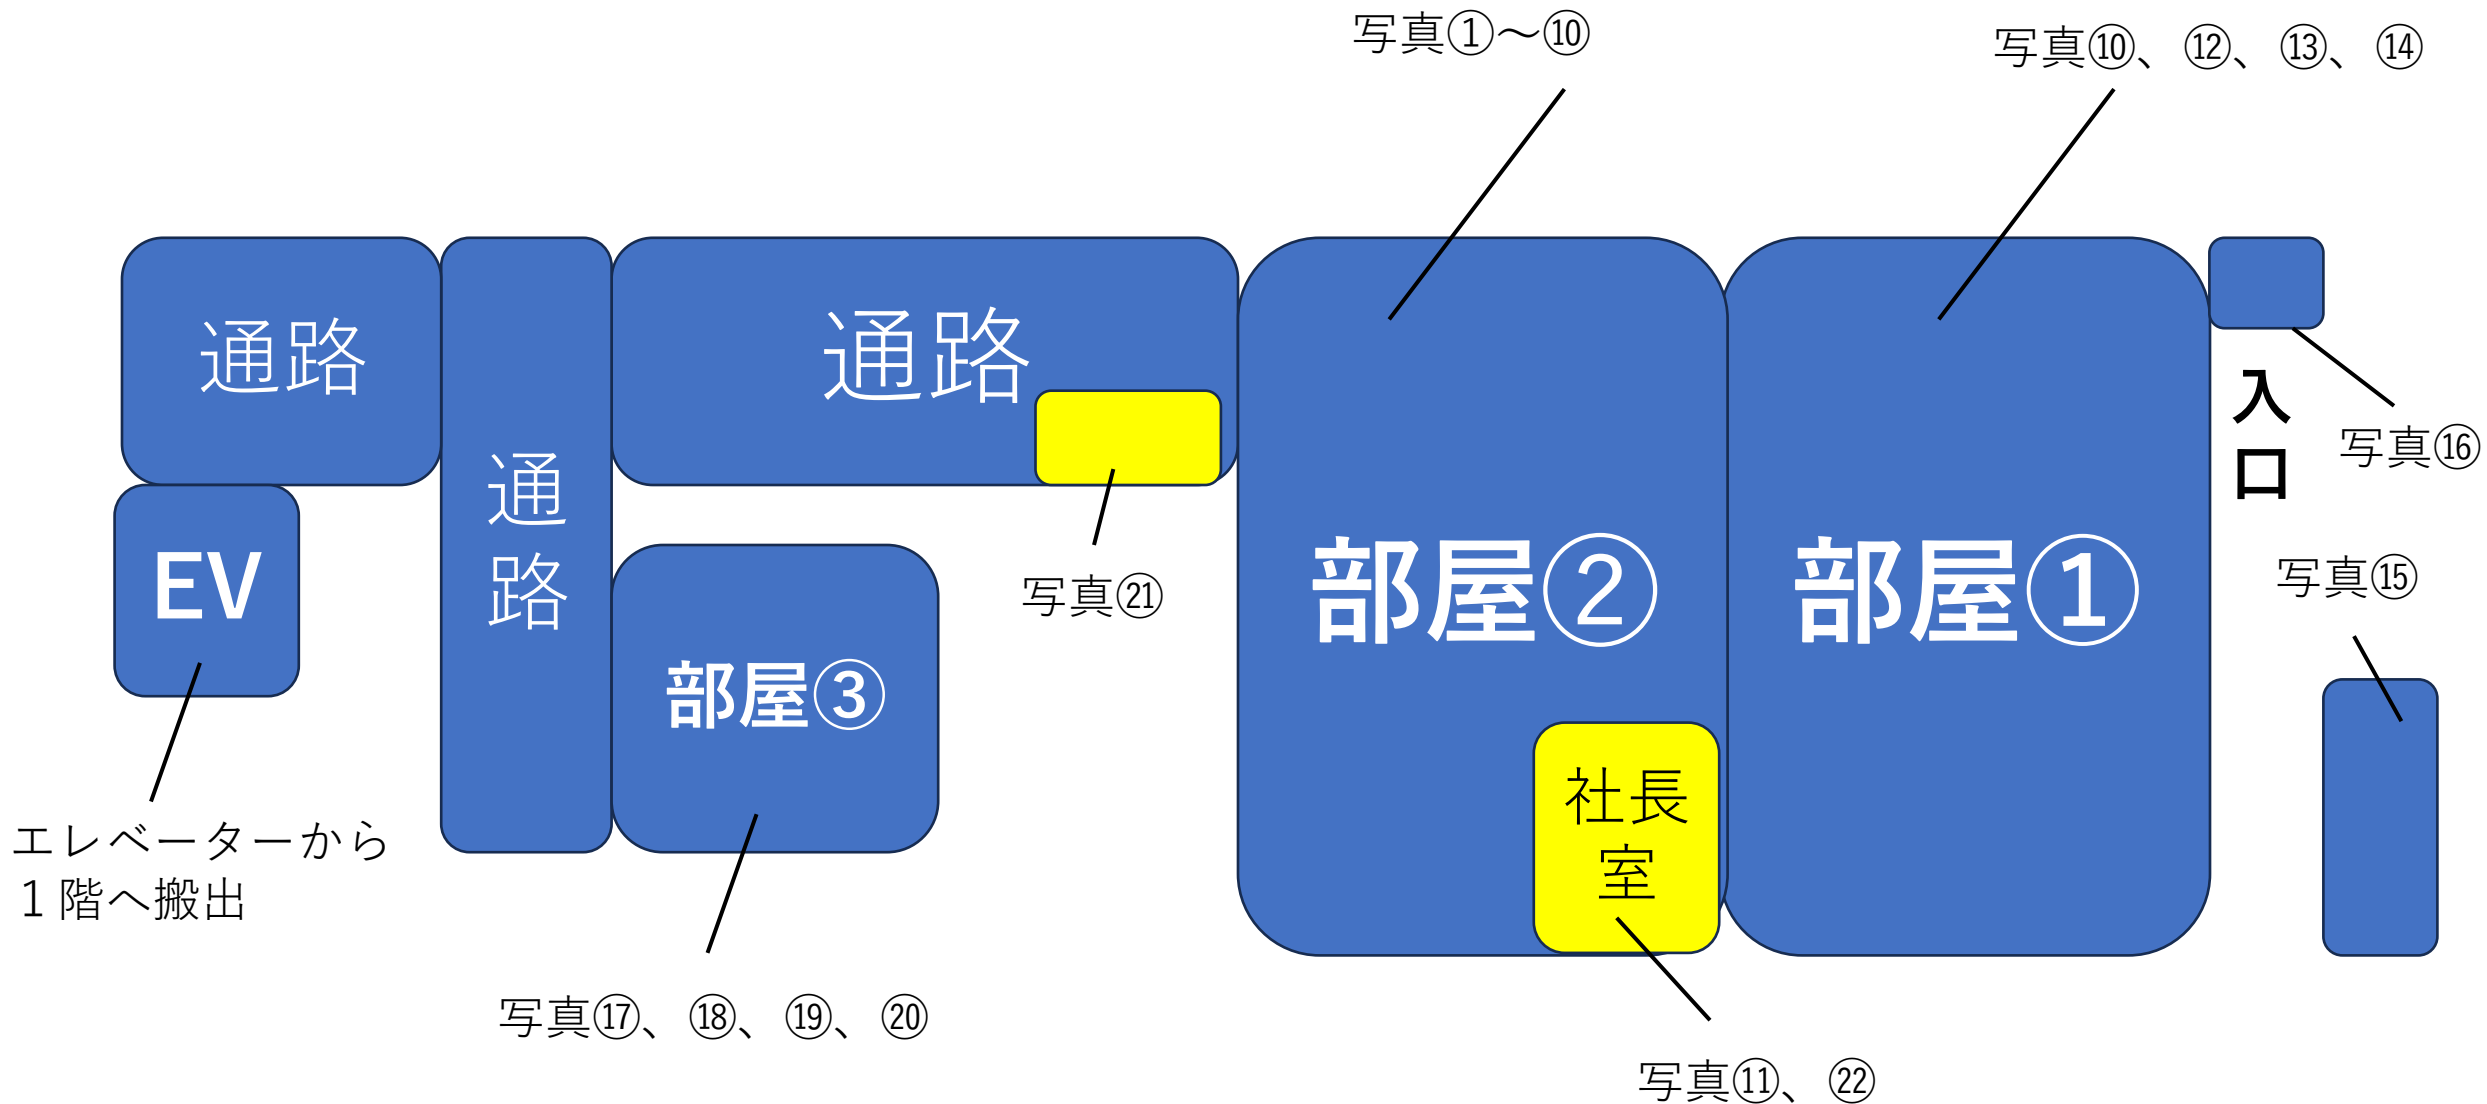 写真①～⑩
写真⑩、⑫、⑬、⑭
通路
通路
通
路
入
口
写真⑯
EV
部屋②
部屋①
写真㉑
写真⑮
部屋③
社長
室
エレベーターから
１階へ搬出
写真⑰、⑱、⑲、⑳
写真⑪、㉒